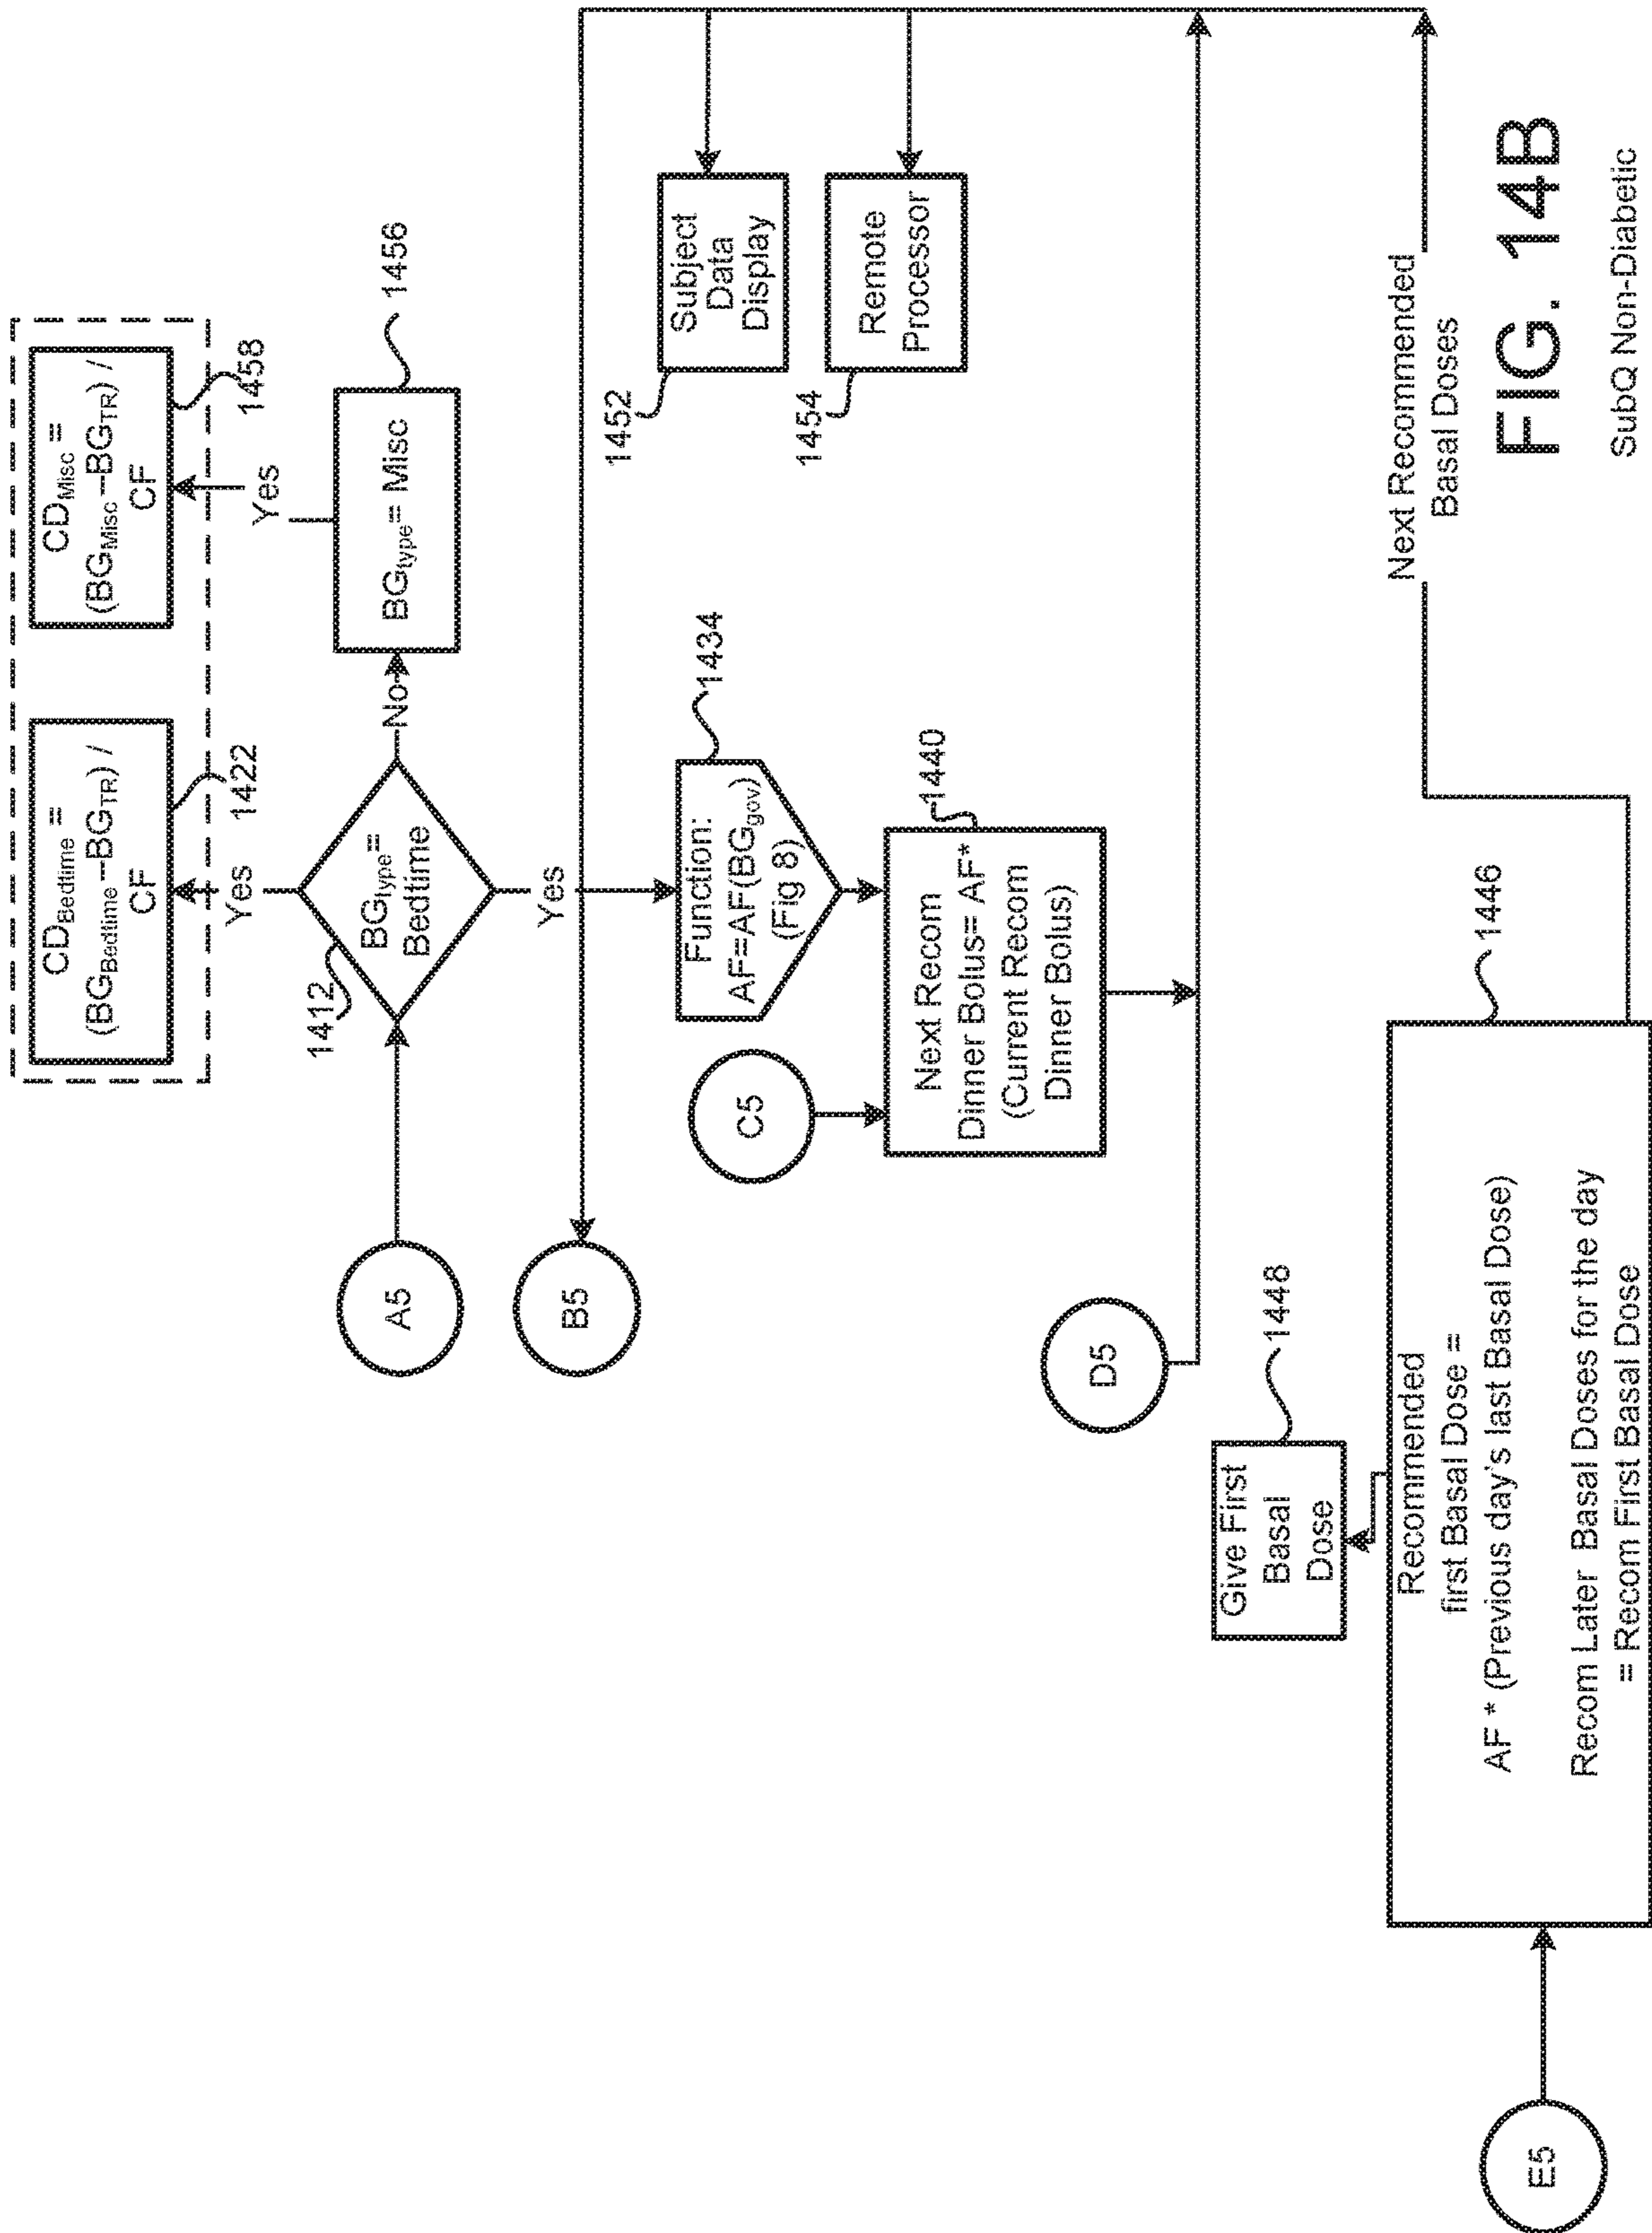 CD_Bedtime =
(BG_Bedtime --BG_TR) /
CF
1422
CD_Misc =
(BG_Misc --BG_TR) /
CF
1458
Yes
Yes
1412
BG_type =
Bedtime
No
BG_type = Misc
1456
A5
Yes
B5
Function:
AF=AF(BG_gov)
(Fig 8)
1434
1452
Subject
Data
Display
C5
Next Recom
Dinner Bolus= AF*
(Current Recom
Dinner Bolus)
1440
1454
Remote
Processor
D5
Give First
Basal
Dose
1448
Recommended
first Basal Dose =
AF * (Previous day's last Basal Dose)
Recom Later Basal Doses for the day
= Recom First Basal Dose
1446
Next Recommended
Basal Doses
E5
FIG. 14B
SubQ Non-Diabetic